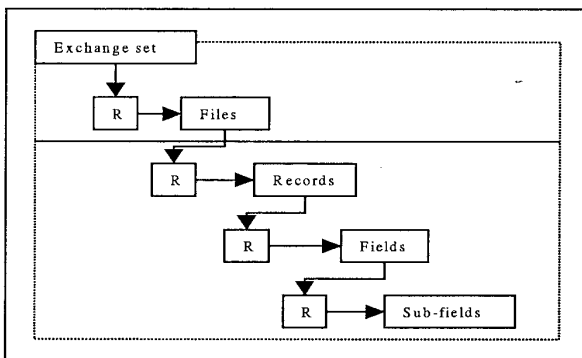 Exchange set
R
Files
R
Records
R
Fields
R
Sub-fields